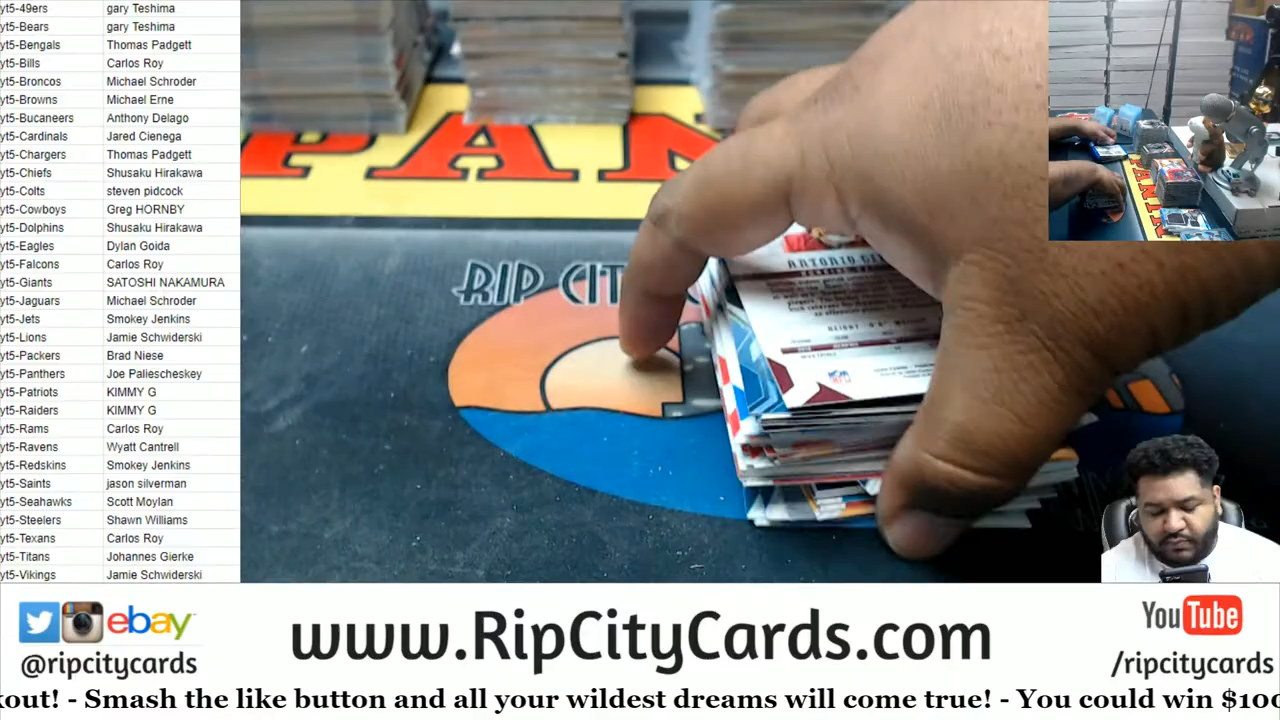 yt5-49ers gary Teshima
yt5-Bears gary Teshima
yt5-Bengals Thomas Padgett
yt5-Bills Carlos Roy
yt5-Broncos Michael Schroder
yt5-Browns Michael Erne
yt5-Bucaneers Anthony Delago
yt5-Cardinals Jared Cienega
yt5-Chargers Thomas Padgett
yt5-Chiefs Shusaku Hirakawa
yt5-Colts steven pidcock
yt5-Cowboys Greg HORNBY
yt5-Dolphins Shusaku Hirakawa
yt5-Eagles Dylan Goida
yt5-Falcons Carlos Roy
yt5-Giants SATOSHI NAKAMURA
yt5-Jaguars Michael Schroder
yt5-Jets Smokey Jenkins
yt5-Lions Jamie Schwiderski
yt5-Packers Brad Niese
yt5-Panthers Joe Paliescheskey
yt5-Patriots KIMMY G
yt5-Raiders KIMMY G
yt5-Rams Carlos Roy
yt5-Ravens Wyatt Cantrell
yt5-Redskins Smokey Jenkins
yt5-Saints jason silverman
yt5-Seahawks Scott Moylan
yt5-Steelers Shawn Williams
yt5-Texans Carlos Roy
yt5-Titans Johannes Gierke
yt5-Vikings Jamie Schwiderski
PANI
RIP CIT
ANTONIO GI
PANINI
ebay
@ripcitycards
www.RipCityCards.com
YouTube
/ripcitycards
kout! - Smash the like button and all your wildest dreams will come true! - You could win $100